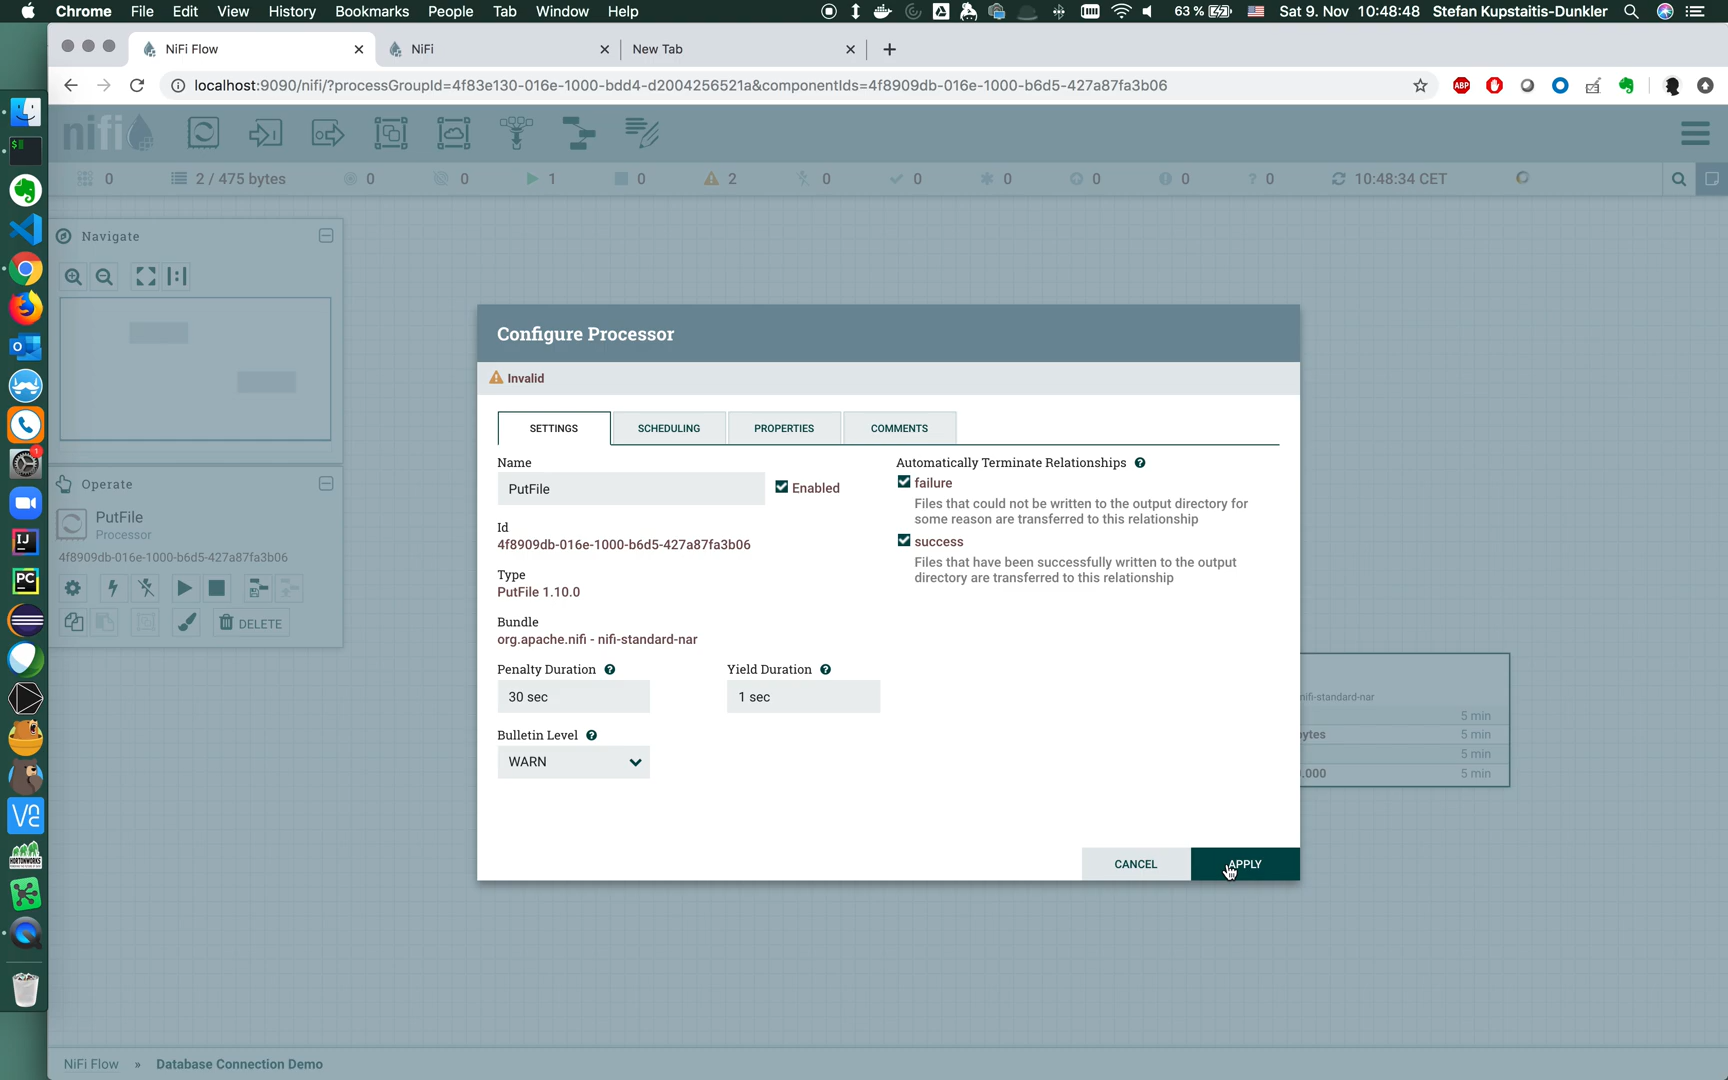 Chrome File Edit View History Bookmarks People Tab Window Help 63 % Sat 9. Nov 10:48:48 Stefan Kupstaitis-Dunkler
NiFi Flow NiFi New Tab
localhost:9090/nifi/?processGroupId=4f83e130-016e-1000-bdd4-d2004256521a&componentIds=4f8909db-016e-1000-b6d5-427a87fa3b06 ABP
nifi
0 2 / 475 bytes 0 0 1 0 2 0 0 0 0 0 ? 0 10:48:34 CET
Navigate
Operate
PutFile
Processor
4f8909db-016e-1000-b6d5-427a87fa3b06
DELETE
Configure Processor
Invalid
SETTINGS SCHEDULING PROPERTIES COMMENTS
Name
PutFile
Enabled
Id
4f8909db-016e-1000-b6d5-427a87fa3b06
Type
PutFile 1.10.0
Bundle
org.apache.nifi - nifi-standard-nar
Penalty Duration Yield Duration
30 sec 1 sec
Bulletin Level
WARN
Automatically Terminate Relationships
failure
Files that could not be written to the output directory for
some reason are transferred to this relationship
success
Files that have been successfully written to the output
directory are transferred to this relationship
CANCEL APPLY
nifi-standard-nar
5 min
bytes 5 min
5 min
.000 5 min
NiFi Flow » Database Connection Demo